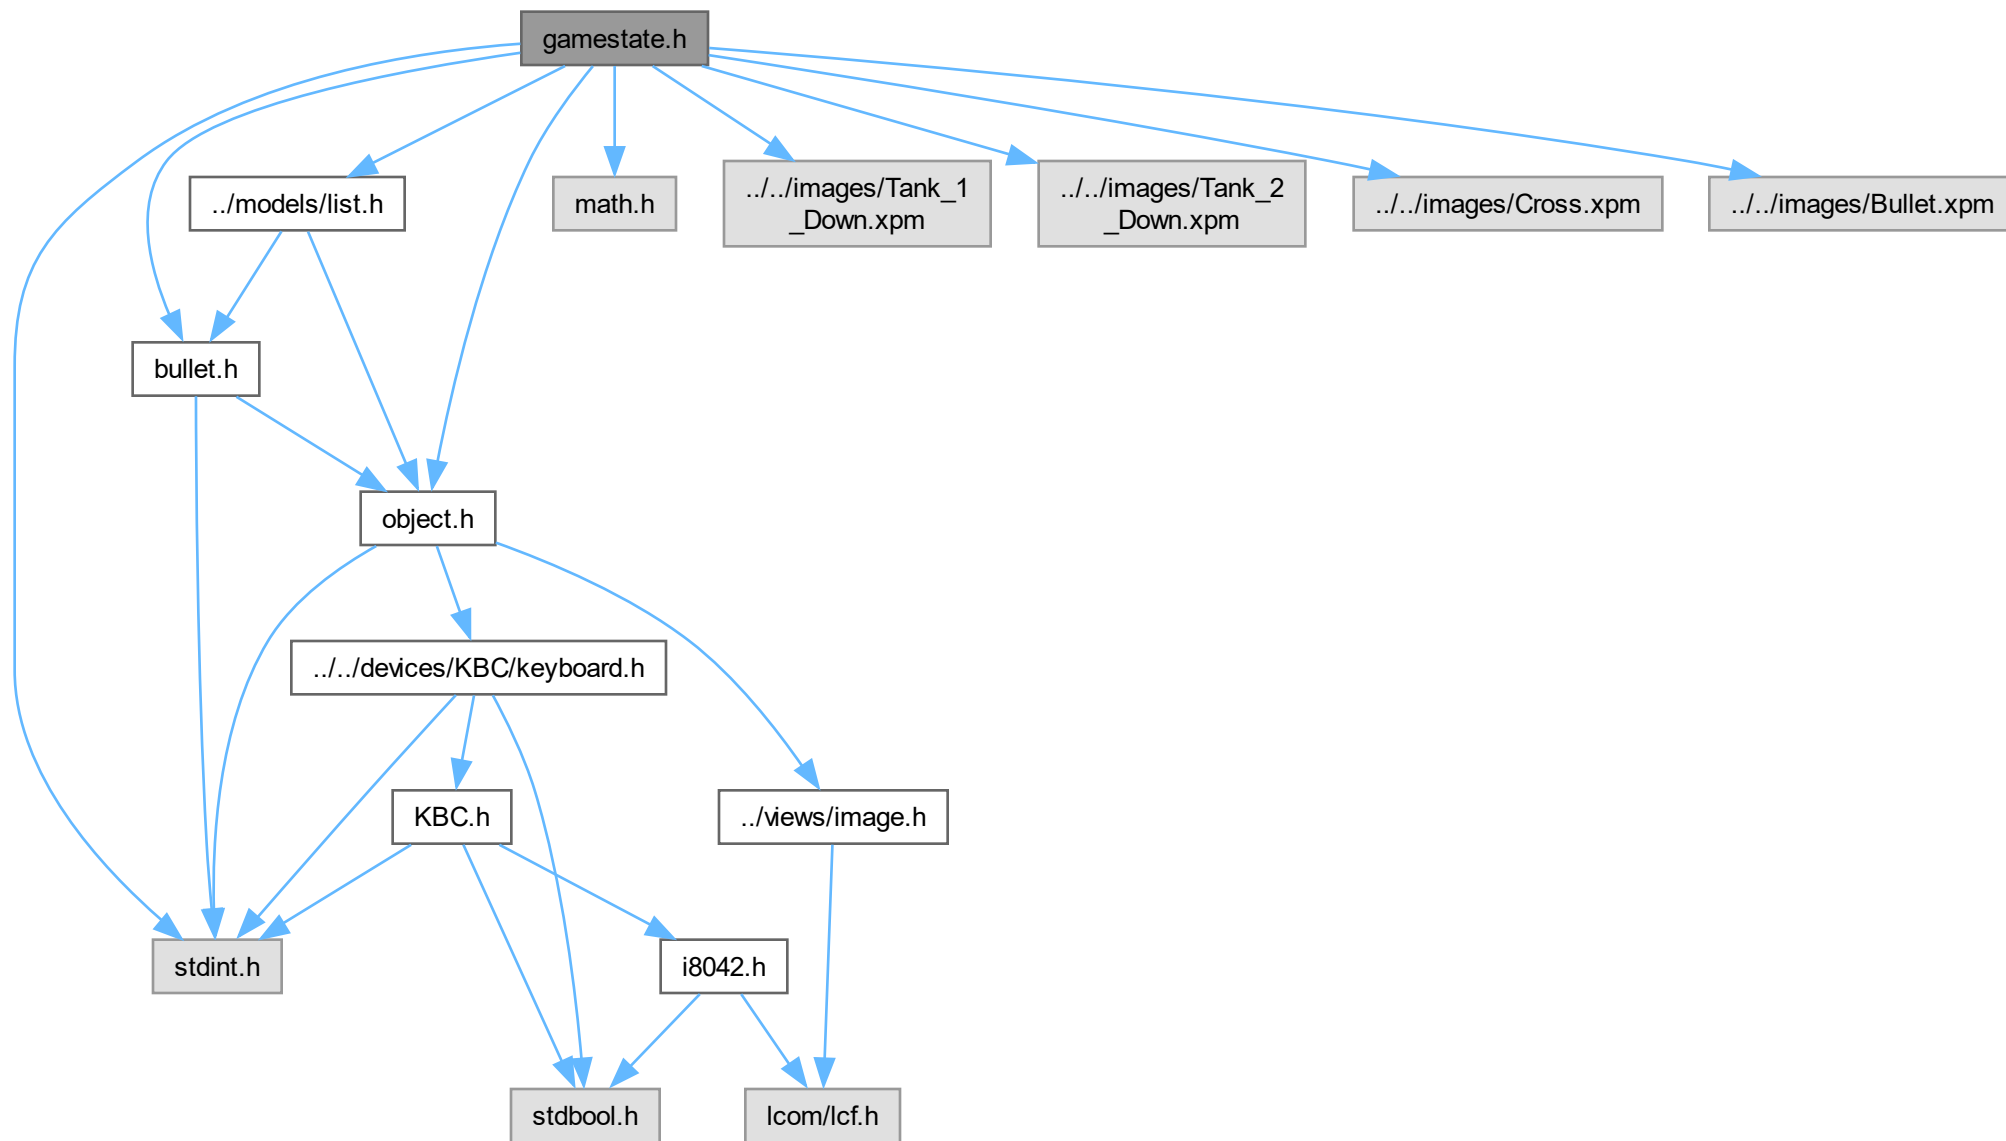 gamestate.h
../models/list.h
math.h
../../images/Tank_1
_Down.xpm
../../images/Tank_2
_Down.xpm
../../images/Cross.xpm
../../images/Bullet.xpm
bullet.h
object.h
../../devices/KBC/keyboard.h
KBC.h
../views/image.h
stdint.h
i8042.h
stdbool.h
lcom/lcf.h